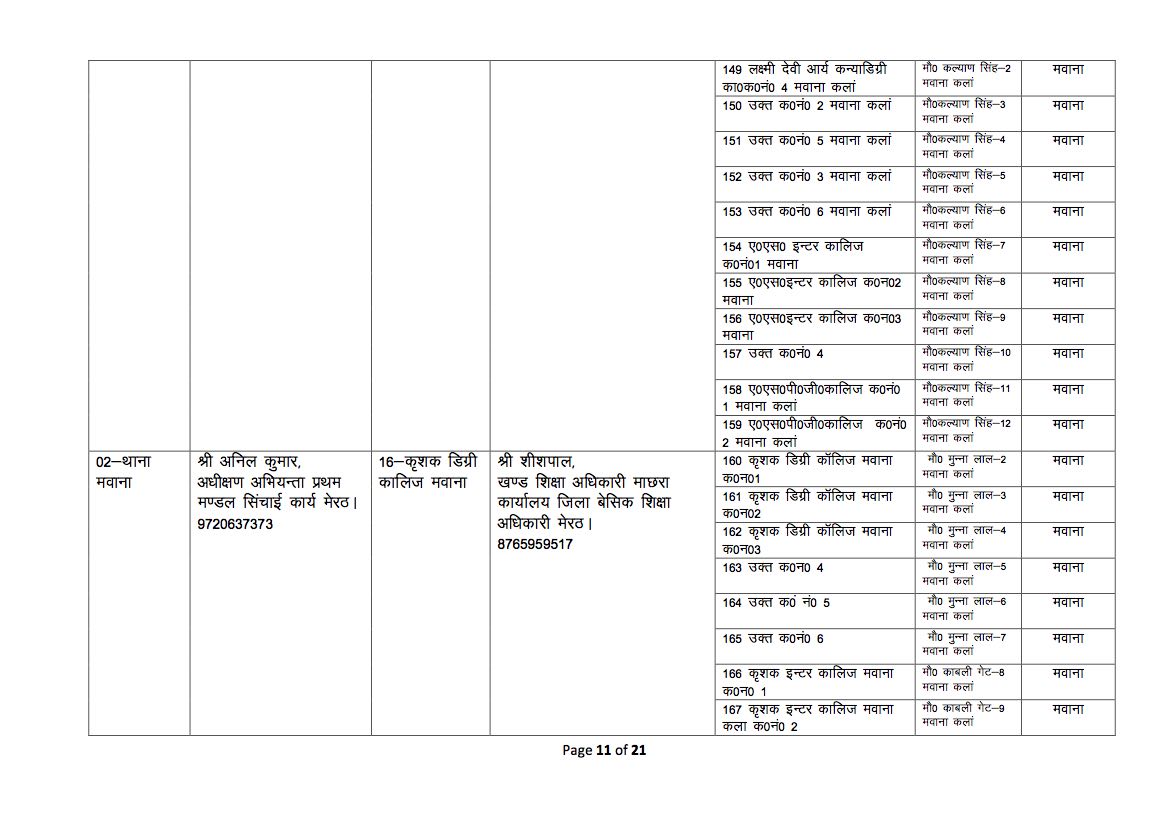 149 लक्ष्मी देवी आर्य कन्याडिग्री
का0क0नं0 4 मवाना कलां
मौ0 कल्याण सिंह–2
मवाना कलां
मवाना
150 उक्त क0नं0 2 मवाना कलां
मौ0कल्याण सिंह–3
मवाना कलां
मवाना
151 उक्त क0नं0 5 मवाना कलां
मौ0कल्याण सिंह–4
मवाना कलां
मवाना
152 उक्त क0नं0 3 मवाना कलां
मौ0कल्याण सिंह–5
मवाना कलां
मवाना
153 उक्त क0नं0 6 मवाना कलां
मौ0कल्याण सिंह–6
मवाना कलां
मवाना
154 ए0एस0 इन्टर कालिज
क0नं01 मवाना
मौ0कल्याण सिंह–7
मवाना कलां
मवाना
155 ए0एस0इन्टर कालिज क0न02
मवाना
मौ0कल्याण सिंह–8
मवाना कलां
मवाना
156 ए0एस0इन्टर कालिज क0न03
मवाना
मौ0कल्याण सिंह–9
मवाना कलां
मवाना
157 उक्त क0नं0 4
मौ0कल्याण सिंह–10
मवाना कलां
मवाना
158 ए0एस0पी0जी0कालिज क0नं0
1 मवाना कलां
मौ0कल्याण सिंह–11
मवाना कलां
मवाना
159 ए0एस0पी0जी0कालिज क0नं0
2 मवाना कलां
मौ0कल्याण सिंह–12
मवाना कलां
मवाना
02–थाना
मवाना
श्री अनिल कुमार,
अधीक्षण अभियन्ता प्रथम
मण्डल सिंचाई कार्य मेरठ।
9720637373
16–कृशक डिग्री
कालिज मवाना
श्री शीशपाल,
खण्ड शिक्षा अधिकारी माछरा
कार्यालय जिला बेसिक शिक्षा
अधिकारी मेरठ।
8765959517
160 कृशक डिग्री कॉलिज मवाना
क0न01
मौ0 मुन्ना लाल–2
मवाना कलां
मवाना
161 कृशक डिग्री कॉलिज मवाना
क0न02
मौ0 मुन्ना लाल–3
मवाना कलां
मवाना
162 कृशक डिग्री कॉलिज मवाना
क0न03
मौ0 मुन्ना लाल–4
मवाना कलां
मवाना
163 उक्त क0न0 4
मौ0 मुन्ना लाल–5
मवाना कलां
मवाना
164 उक्त क0ं नं0 5
मौ0 मुन्ना लाल–6
मवाना कलां
मवाना
165 उक्त क0नं0 6
मौ0 मुन्ना लाल–7
मवाना कलां
मवाना
166 कृशक इन्टर कालिज मवाना
क0न0 1
मौ0 काबली गेट–8
मवाना कलां
मवाना
167 कृशक इन्टर कालिज मवाना
कला क0नं0 2
मौ0 काबली गेट–9
मवाना कलां
मवाना
Page 11 of 21